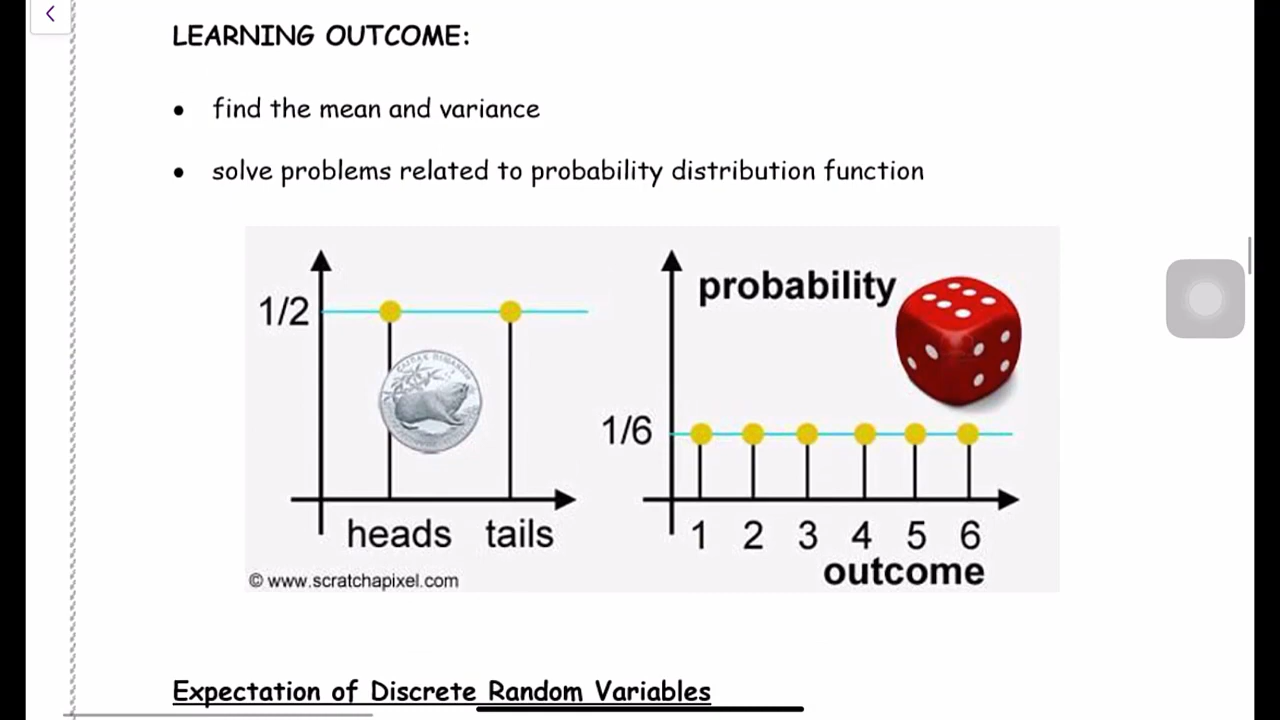 LEARNING OUTCOME:
• find the mean and variance
• solve problems related to probability distribution function
1/2
heads tails
© www.scratchapixel.com
probability
1/6
1 2 3 4 5 6
outcome
Expectation of Discrete Random Variables